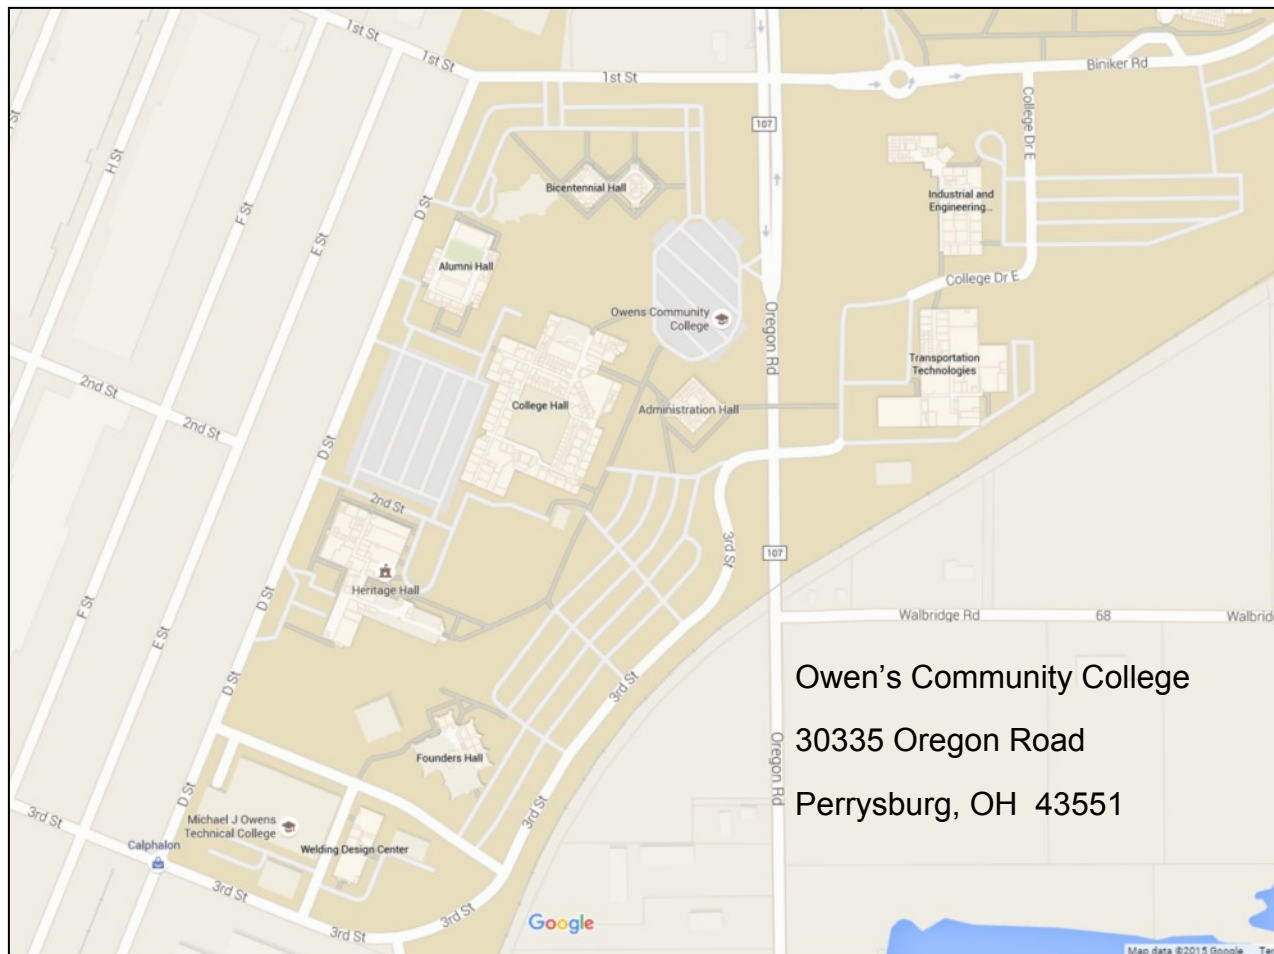 1st St
1st St
1st St
Biniker Rd
College Dr E
107
H St
F St
E St
D St
Bicentennial Hall
Industrial and
Engineering...
Alumni Hall
College Dr E
Owens Community
College
Oregon Rd
Transportation
Technologies
2nd St
2nd St
D St
College Hall
Administration Hall
2nd St
3rd St
107
Heritage Hall
F St
E St
D St
Walbridge Rd
68
Walbrid
D St
3rd St
Owen's Community College
30335 Oregon Road
Perrysburg, OH 43551
Oregon Rd
Founders Hall
D St
3rd St
3rd St
Michael J Owens
Technical College
Calphalon
Welding Design Center
3rd St
3rd St
3rd St
Google
Map data ©2015 Google